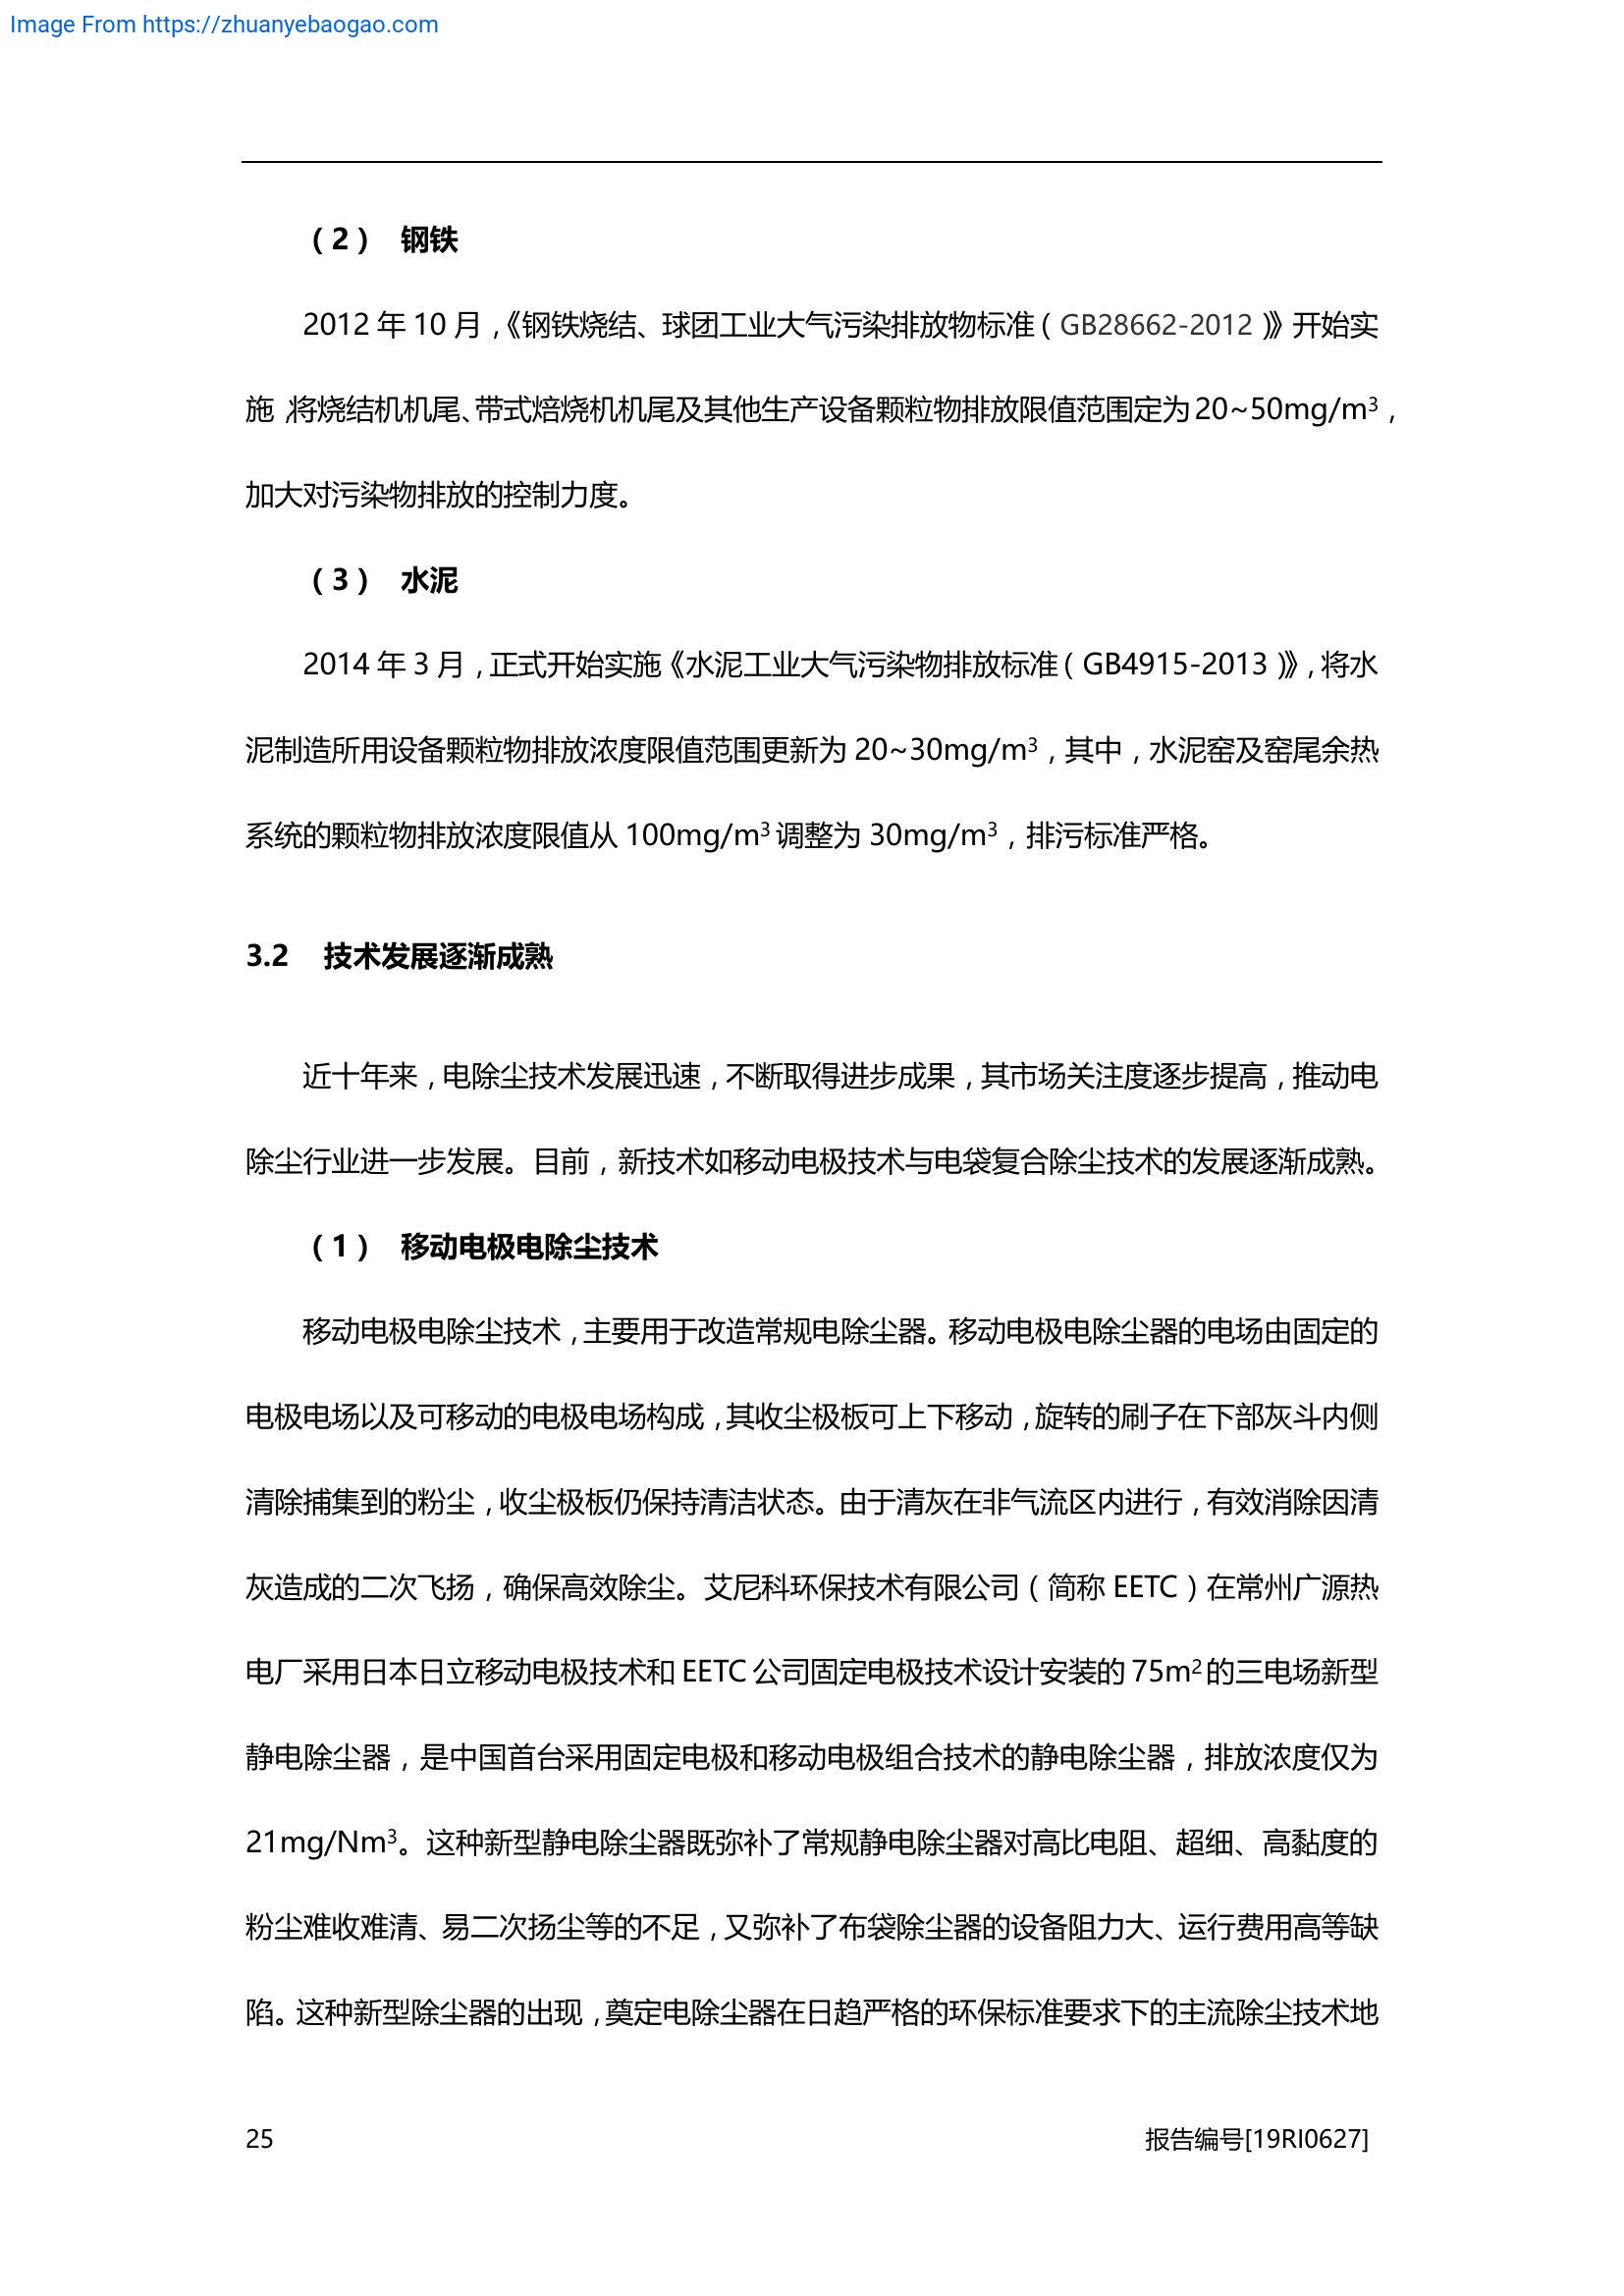 Image From https://zhuanyebaogao.com
（2） 钢铁
2012 年 10 月，《钢铁烧结、球团工业大气污染排放物标准（GB28662-2012）》开始实
施，将烧结机机尾、带式焙烧机机尾及其他生产设备颗粒物排放限值范围定为 20~50mg/m³，
加大对污染物排放的控制力度。
（3） 水泥
2014 年 3 月，正式开始实施《水泥工业大气污染物排放标准（GB4915-2013）》，将水
泥制造所用设备颗粒物排放浓度限值范围更新为 20~30mg/m³，其中，水泥窑及窑尾余热
系统的颗粒物排放浓度限值从 100mg/m³ 调整为 30mg/m³，排污标准严格。
3.2 技术发展逐渐成熟
近十年来，电除尘技术发展迅速，不断取得进步成果，其市场关注度逐步提高，推动电
除尘行业进一步发展。目前，新技术如移动电极技术与电袋复合除尘技术的发展逐渐成熟。
（1） 移动电极电除尘技术
移动电极电除尘技术，主要用于改造常规电除尘器。移动电极电除尘器的电场由固定的
电极电场以及可移动的电极电场构成，其收尘极板可上下移动，旋转的刷子在下部灰斗内侧
清除捕集到的粉尘，收尘极板仍保持清洁状态。由于清灰在非气流区内进行，有效消除因清
灰造成的二次飞扬，确保高效除尘。艾尼科环保技术有限公司（简称 EETC）在常州广源热
电厂采用日本日立移动电极技术和 EETC 公司固定电极技术设计安装的 75m² 的三电场新型
静电除尘器，是中国首台采用固定电极和移动电极组合技术的静电除尘器，排放浓度仅为
21mg/Nm³。这种新型静电除尘器既弥补了常规静电除尘器对高比电阻、超细、高黏度的
粉尘难收难清、易二次扬尘等的不足，又弥补了布袋除尘器的设备阻力大、运行费用高等缺
陷。这种新型除尘器的出现，奠定电除尘器在日趋严格的环保标准要求下的主流除尘技术地
25 报告编号[19RI0627]